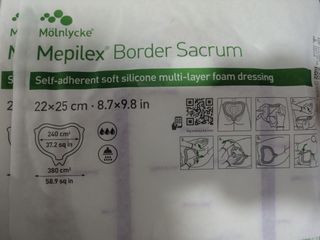 Mölnlycke
Mepilex® Border Sacrum
Self-adherent soft silicone multi-layer foam dressing
22×25 cm · 8.7×9.8 in
240 cm²
37.2 sq in
380 cm²
58.9 sq in
M
2